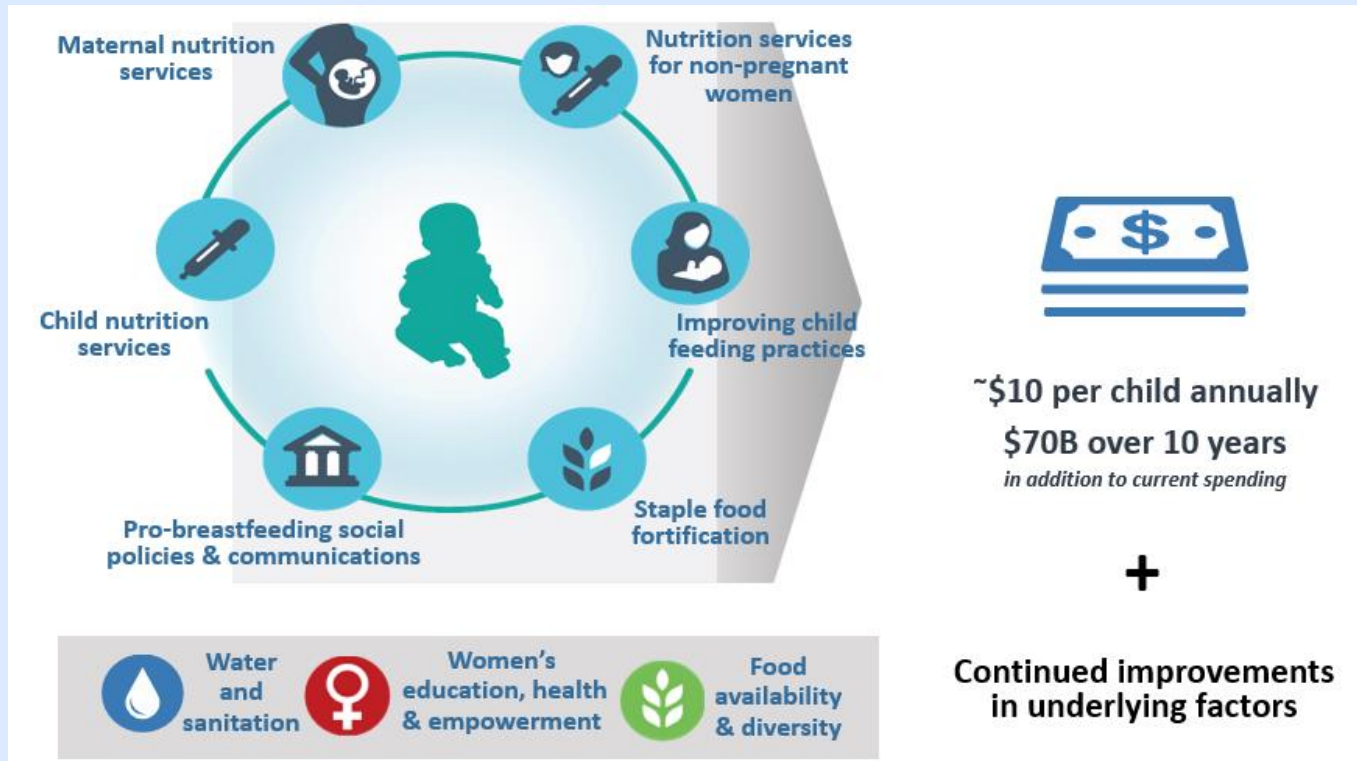 Maternal nutrition
services
Nutrition services
for non-pregnant
women
Child nutrition
services
Improving child
feeding practices
Pro-breastfeeding social
policies & communications
Staple food
fortification
$
~$10 per child annually
$70B over 10 years
in addition to current spending
+
Continued improvements
in underlying factors
Water
and
sanitation
Women's
education, health
& empowerment
Food
availability
& diversity